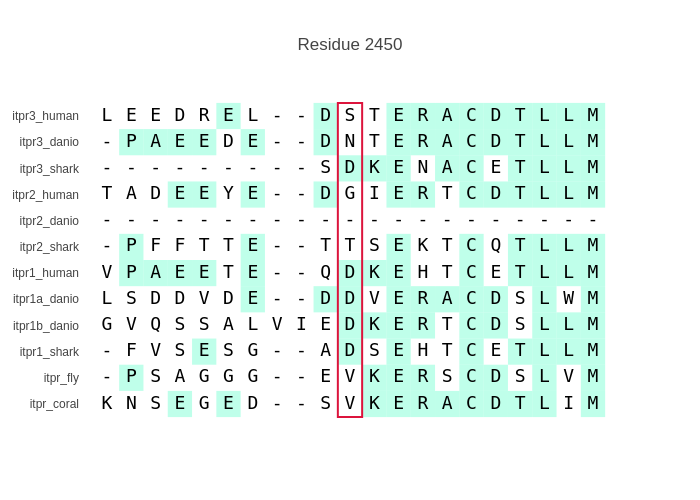 Residue 2450
itpr3_human L E E D R E L - - D S T E R A C D T L L M
itpr3_danio - P A E E D E - - D N T E R A C D T L L M
itpr3_shark - - - - - - - - - S D K E N A C E T L L M
itpr2_human T A D E E Y E - - D G I E R T C D T L L M
itpr2_danio - - - - - - - - - - - - - - - - - - - - -
itpr2_shark - P F F T T E - - T T S E K T C Q T L L M
itpr1_human V P A E E T E - - Q D K E H T C E T L L M
itpr1a_danio L S D D V D E - - D D V E R A C D S L W M
itpr1b_danio G V Q S S A L V I E D K E R T C D S L L M
itpr1_shark - F V S E S G - - A D S E H T C E T L L M
itpr_fly - P S A G G G - - E V K E R S C D S L V M
itpr_coral K N S E G E D - - S V K E R A C D T L I M